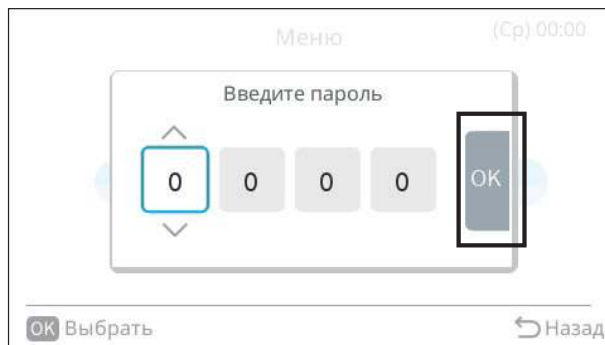 Меню
(Ср) 00:00
Введите пароль
0 0 0 0 OK
OK Выбрать
Назад